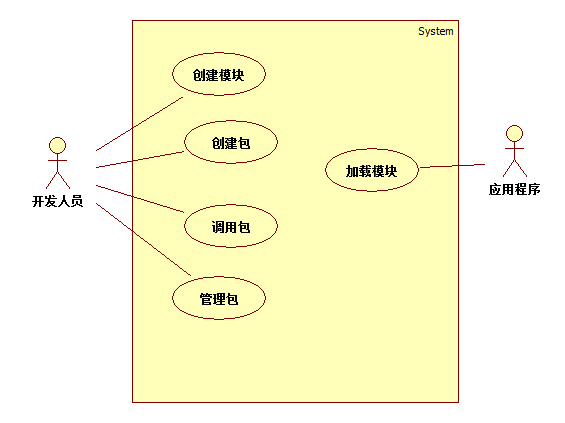 System
创建模块
创建包
加载模块
开发人员
应用程序
调用包
管理包